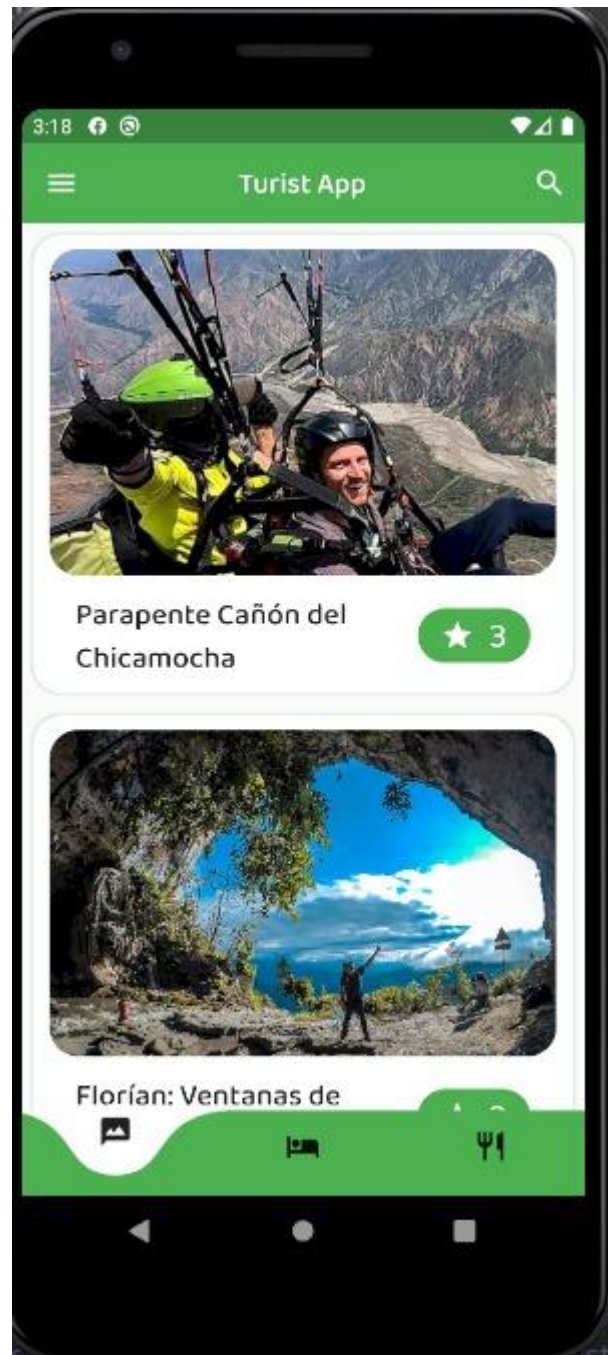 3:18
Turist App
Parapente Cañón del
Chicamocha
3
Florían: Ventanas de